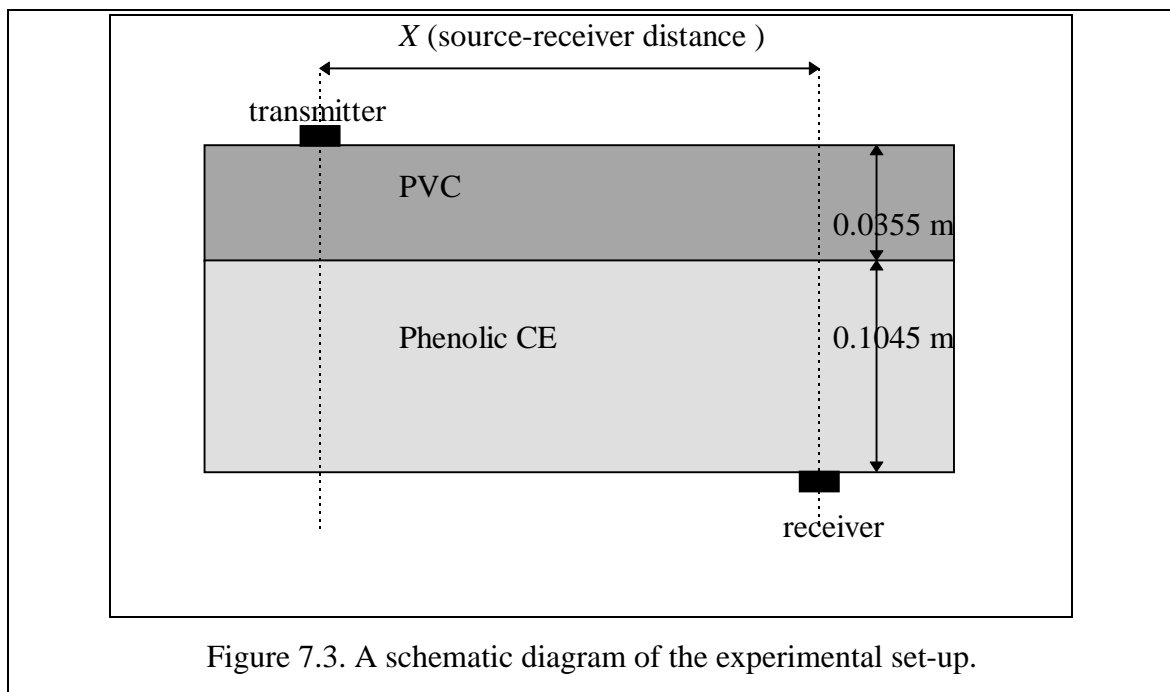 X (source-receiver distance )
transmitter
PVC
0.0355 m
Phenolic CE
0.1045 m
receiver
Figure 7.3. A schematic diagram of the experimental set-up.